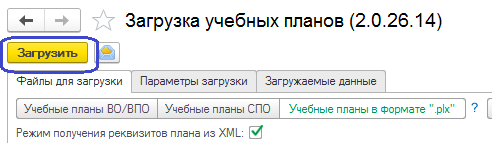 Загрузка учебных планов (2.0.26.14)
Загрузить
Файлы для загрузки Параметры загрузки Загружаемые данные
Учебные планы ВО/ВПО Учебные планы СПО Учебные планы в формате ".plx" ?
Режим получения реквизитов плана из XML: